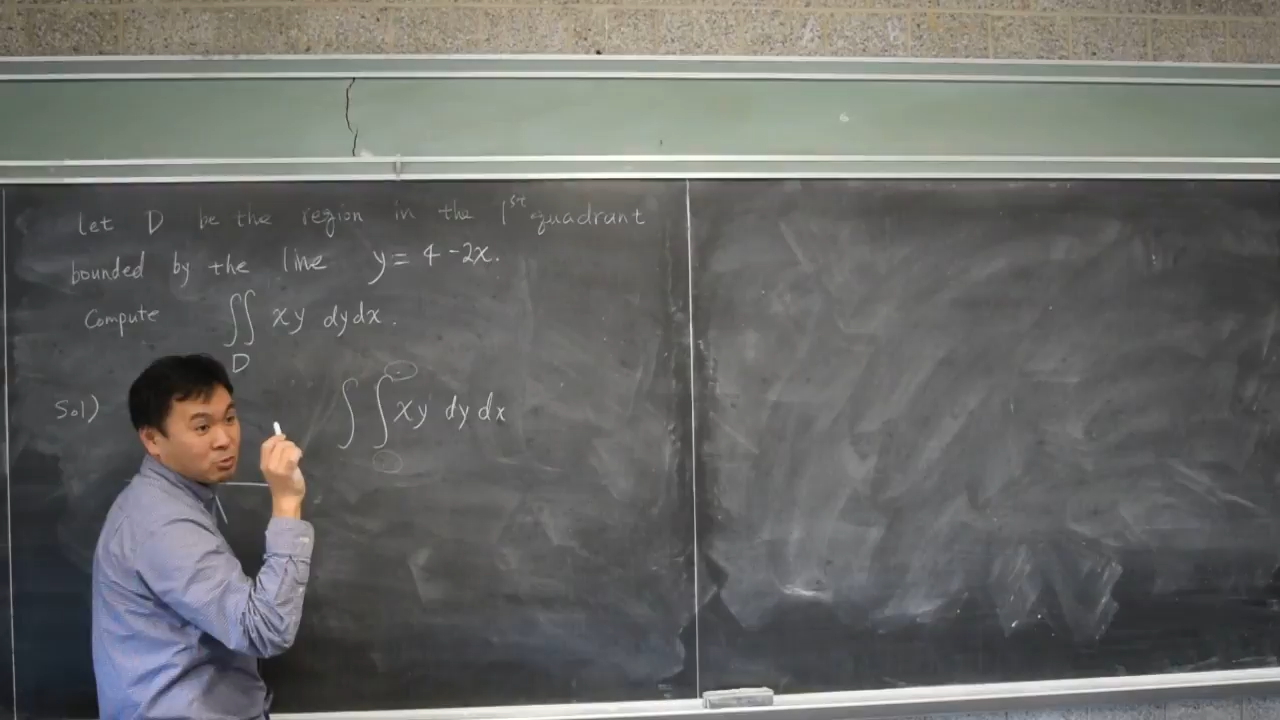 Let D be the region in the 1st quadrant
bounded by the line y = 4 - 2x.
Compute ∬_D xy dydx.
Sol) ∫∫ xy dy dx